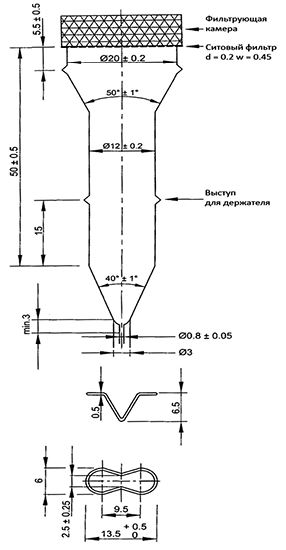 Фильтрующая
камера
Ситовый фильтр
d = 0.2 w = 0.45
5.5 ± 0.5
Ø20 ± 0.2
50° ± 1"
50 ± 0.5
Ø12 ± 0.2
Выступ
для держателя
15
40° ± 1"
min.3
Ø0.8 ± 0.05
Ø3
0.5
6.5
6
2.5 ± 0.25
9.5
13.5 + 0.5
0